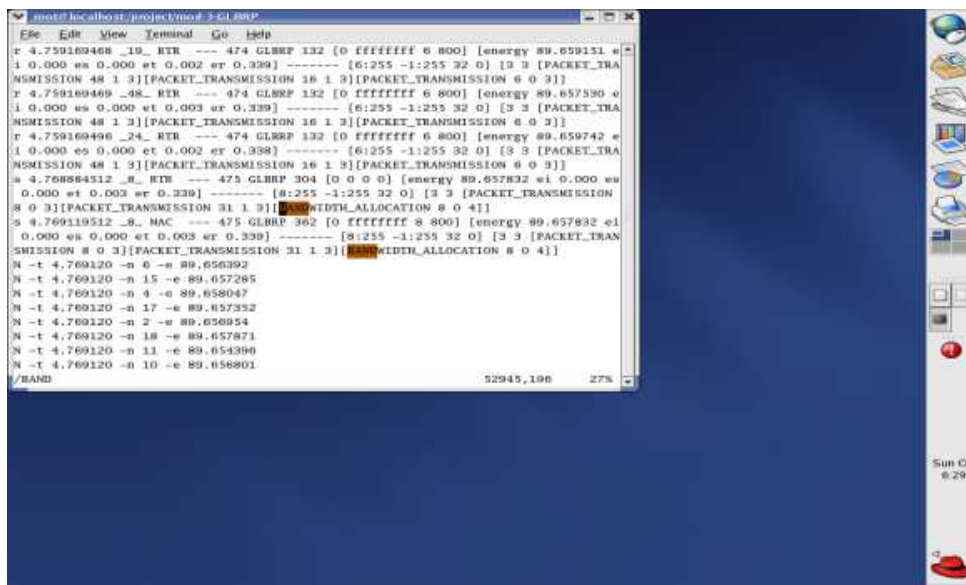 root@localhost:/project/mod-3-GLBRP
File Edit View Terminal Go Help
r 4.759169468 _19_ RTR --- 474 GLBRP 132 [0 ffffffff 6 800] [energy 89.659151 e
i 0.000 es 0.000 et 0.002 er 0.339] ------- [6:255 -1:255 32 0] [3 3 [PACKET_TRA
NSMISSION 48 1 3][PACKET_TRANSMISSION 16 1 3][PACKET_TRANSMISSION 6 0 3]]
r 4.759169469 _48_ RTR --- 474 GLBRP 132 [0 ffffffff 6 800] [energy 89.657530 e
i 0.000 es 0.000 et 0.003 er 0.339] ------- [6:255 -1:255 32 0] [3 3 [PACKET_TRA
NSMISSION 48 1 3][PACKET_TRANSMISSION 16 1 3][PACKET_TRANSMISSION 6 0 3]]
r 4.759169496 _24_ RTR --- 474 GLBRP 132 [0 ffffffff 6 800] [energy 89.659742 e
i 0.000 es 0.000 et 0.002 er 0.338] ------- [6:255 -1:255 32 0] [3 3 [PACKET_TRA
NSMISSION 48 1 3][PACKET_TRANSMISSION 16 1 3][PACKET_TRANSMISSION 6 0 3]]
s 4.768884512 _8_ RTR --- 475 GLBRP 304 [0 0 0 0] [energy 89.657832 ei 0.000 es
0.000 et 0.003 er 0.339] ------- [8:255 -1:255 32 0] [3 3 [PACKET_TRANSMISSION
8 0 3][PACKET_TRANSMISSION 31 1 3][BANDWIDTH_ALLOCATION 8 0 4]]
s 4.769119512 _8_ MAC --- 475 GLBRP 362 [0 ffffffff 8 800] [energy 89.657832 ei
0.000 es 0.000 et 0.003 er 0.339] ------- [8:255 -1:255 32 0] [3 3 [PACKET_TRAN
SMISSION 8 0 3][PACKET_TRANSMISSION 31 1 3][BANDWIDTH_ALLOCATION 8 0 4]]
N -t 4.769120 -n 6 -e 89.656392
N -t 4.769120 -n 15 -e 89.657285
N -t 4.769120 -n 4 -e 89.658047
N -t 4.769120 -n 17 -e 89.657352
N -t 4.769120 -n 2 -e 89.656954
N -t 4.769120 -n 18 -e 89.657871
N -t 4.769120 -n 11 -e 89.654396
N -t 4.769120 -n 10 -e 89.656801
/BAND 52945,196 27%
Sun
6:29